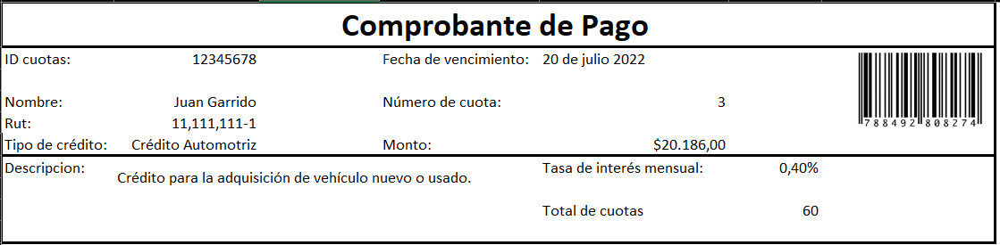 Comprobante de Pago
ID cuotas: 12345678 Fecha de vencimiento: 20 de julio 2022
Nombre: Juan Garrido Número de cuota: 3
Rut: 11,111,111-1
788492 808274
Tipo de crédito: Crédito Automotriz Monto: $20.186,00
Descripcion: Tasa de interés mensual: 0,40%
Crédito para la adquisición de vehículo nuevo o usado.
Total de cuotas 60